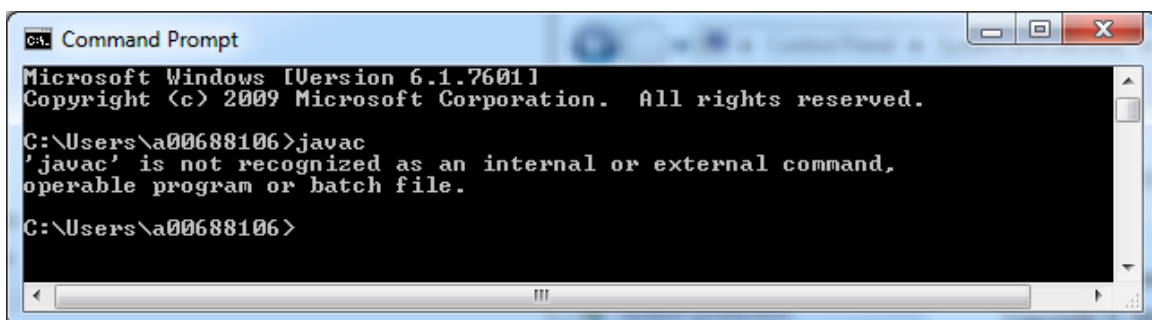 Command Prompt
Microsoft Windows [Version 6.1.7601]
Copyright (c) 2009 Microsoft Corporation.  All rights reserved.
C:\Users\a00688106>javac
'javac' is not recognized as an internal or external command,
operable program or batch file.
C:\Users\a00688106>